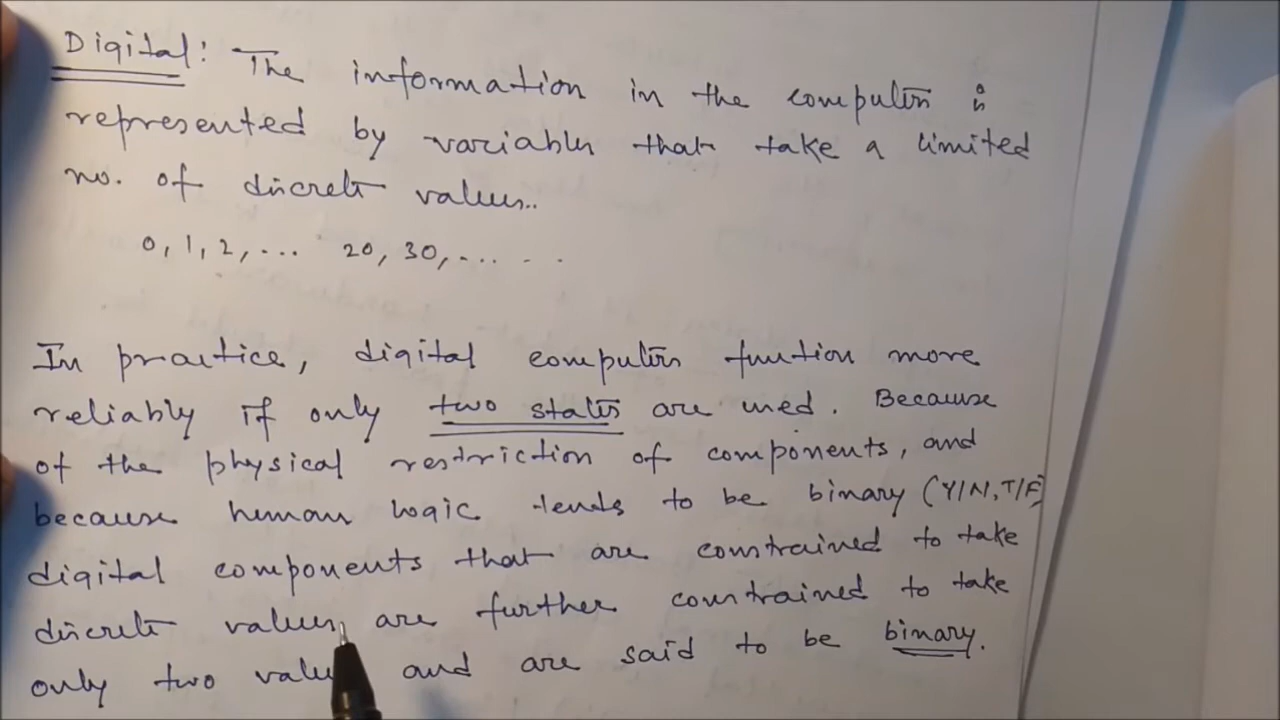 Digital: The information in the computer is
represented by variables that take a limited
no. of discrete values..
0, 1, 2, ... 20, 30, ... . .
In practice, digital computers function more
reliably if only two states are used. Because
of the physical restriction of components, and
because human logic tends to be binary (Y/N, T/F)
digital components that are constrained to take
discrete values are further constrained to take
only two values and are said to be binary.